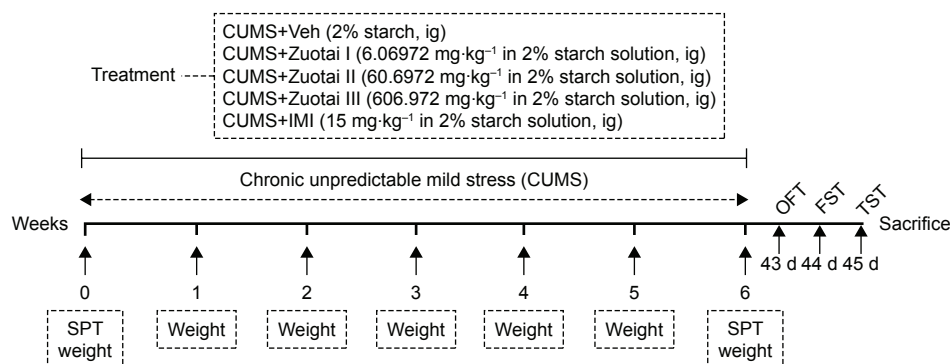 CUMS+Veh (2% starch, ig)
CUMS+Zuotai I (6.06972 mg·kg⁻¹ in 2% starch solution, ig)
Treatment CUMS+Zuotai II (60.6972 mg·kg⁻¹ in 2% starch solution, ig)
CUMS+Zuotai III (606.972 mg·kg⁻¹ in 2% starch solution, ig)
CUMS+IMI (15 mg·kg⁻¹ in 2% starch solution, ig)
Chronic unpredictable mild stress (CUMS)
OFT FST TST
Weeks Sacrifice
43 d 44 d 45 d
0 1 2 3 4 5 6
SPT weight Weight Weight Weight Weight Weight SPT weight